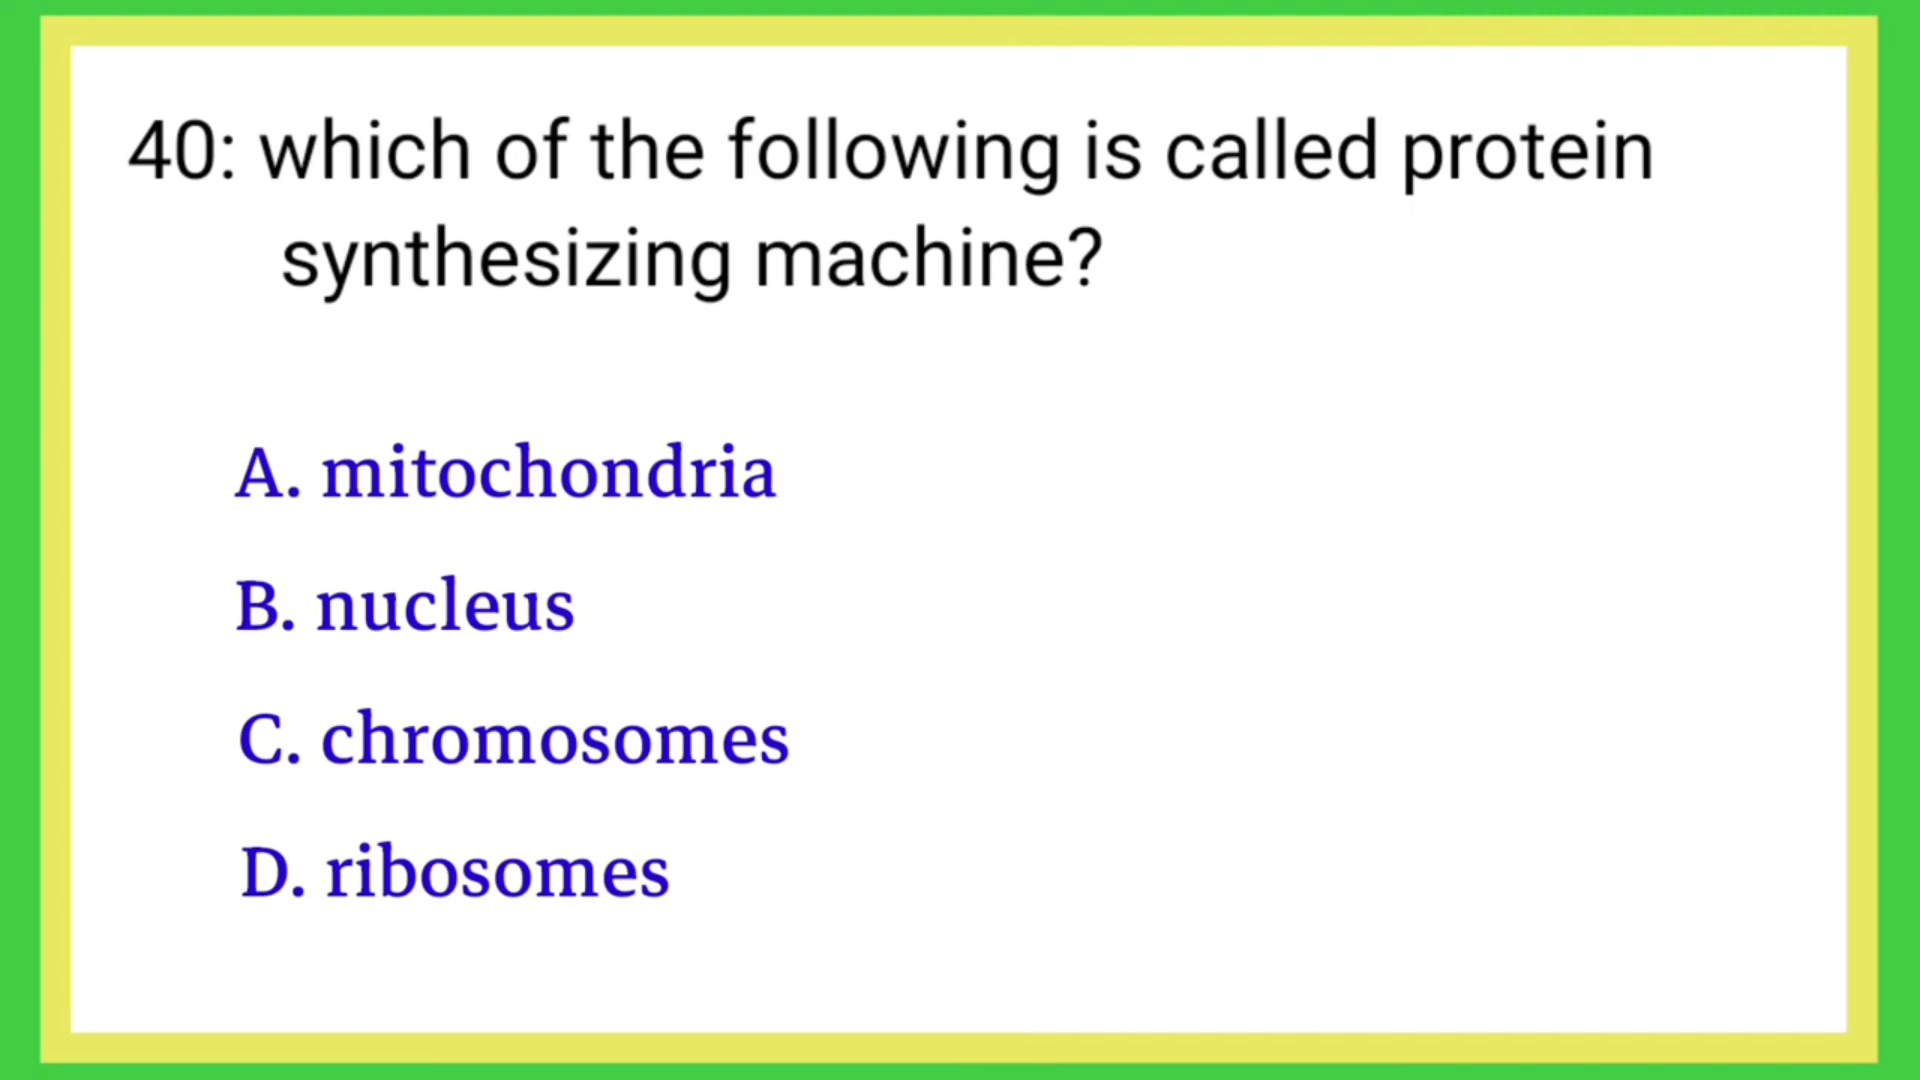 40: which of the following is called protein
synthesizing machine?
A. mitochondria
B. nucleus
C. chromosomes
D. ribosomes